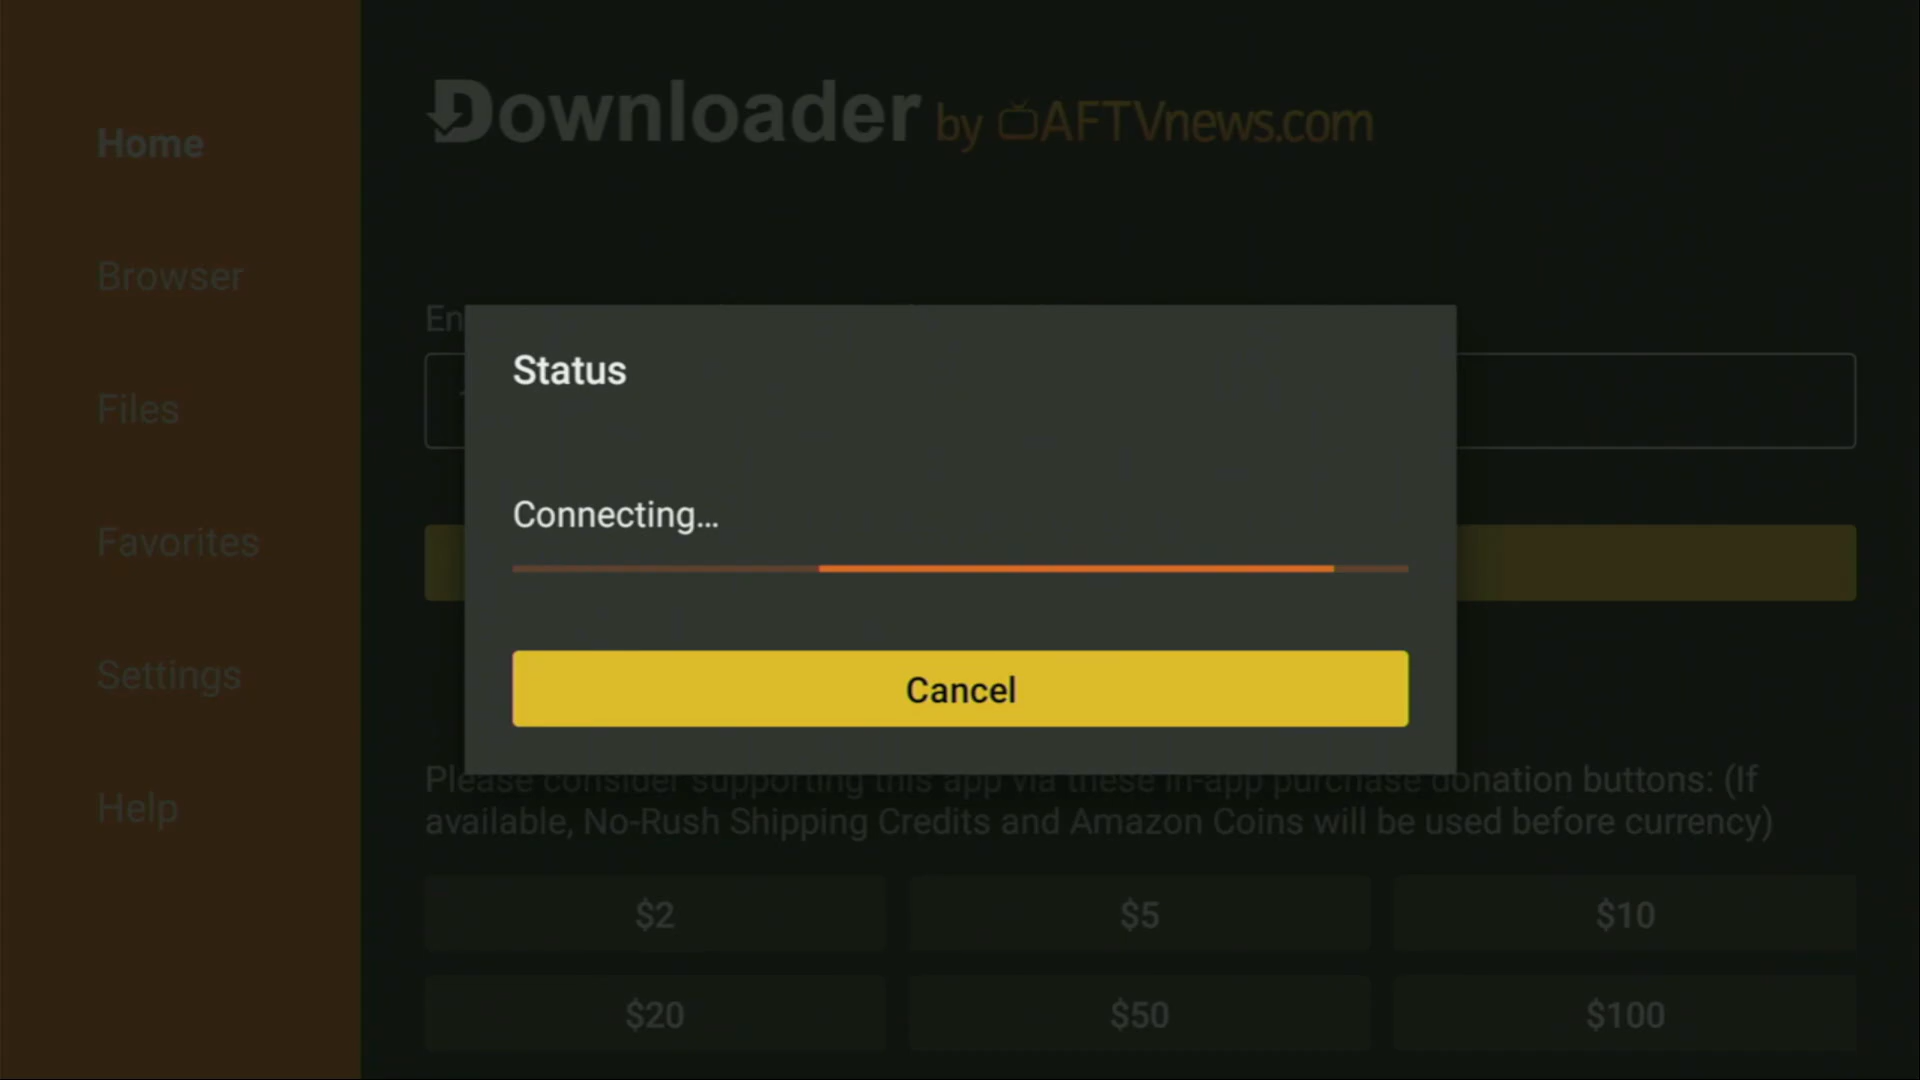 Home
Browser
Files
Favorites
Settings
Help
Downloader by AFTVnews.com
Status
Connecting...
Cancel
Please consider supporting this app via these in-app purchase donation buttons: (If
available, No-Rush Shipping Credits and Amazon Coins will be used before currency)
$2
$5
$10
$20
$50
$100